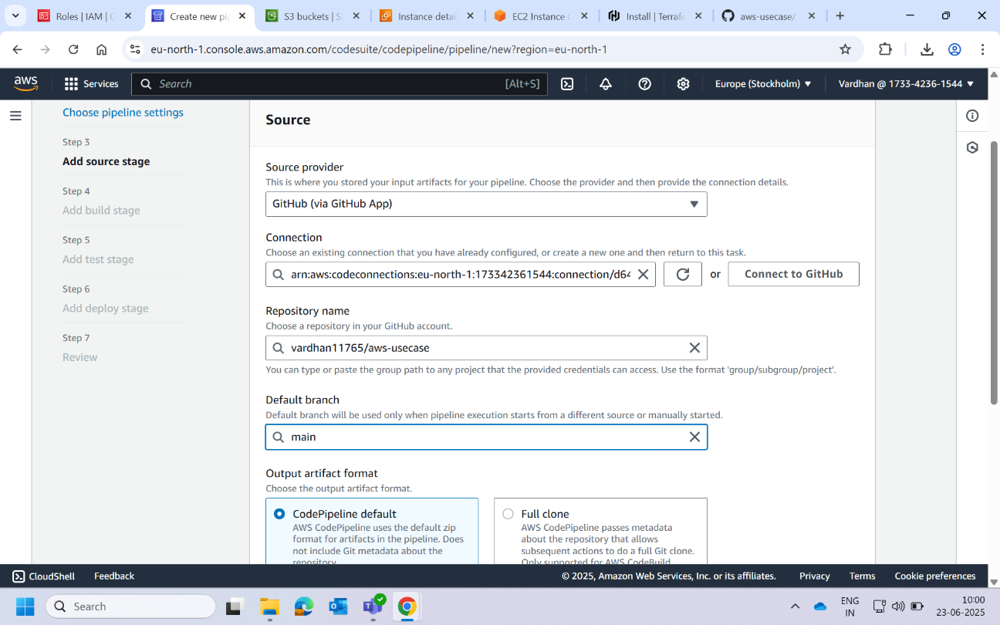 Roles | IAM | G
Create new pip
S3 buckets | S
Instance detail
EC2 Instance C
Install | Terrafo
aws-usecase/
eu-north-1.console.aws.amazon.com/codesuite/codepipeline/pipeline/new?region=eu-north-1
aws
Services
Search
[Alt+S]
Europe (Stockholm)
Vardhan @ 1733-4236-1544
Choose pipeline settings
Step 3
Add source stage
Step 4
Add build stage
Step 5
Add test stage
Step 6
Add deploy stage
Step 7
Review
Source
Source provider
This is where you stored your input artifacts for your pipeline. Choose the provider and then provide the connection details.
GitHub (via GitHub App)
Connection
Choose an existing connection that you have already configured, or create a new one and then return to this task.
arn:aws:codeconnections:eu-north-1:173342361544:connection/d64
or
Connect to GitHub
Repository name
Choose a repository in your GitHub account.
vardhan11765/aws-usecase
You can type or paste the group path to any project that the provided credentials can access. Use the format 'group/subgroup/project'.
Default branch
Default branch will be used only when pipeline execution starts from a different source or manually started.
main
Output artifact format
Choose the output artifact format.
CodePipeline default
AWS CodePipeline uses the default zip
format for artifacts in the pipeline. Does
not include Git metadata about the
repository.
Full clone
AWS CodePipeline passes metadata
about the repository that allows
subsequent actions to do a full Git clone.
Only supported for AWS CodeBuild
CloudShell
Feedback
© 2025, Amazon Web Services, Inc. or its affiliates.
Privacy
Terms
Cookie preferences
Search
ENG
IN
10:00
23-06-2025